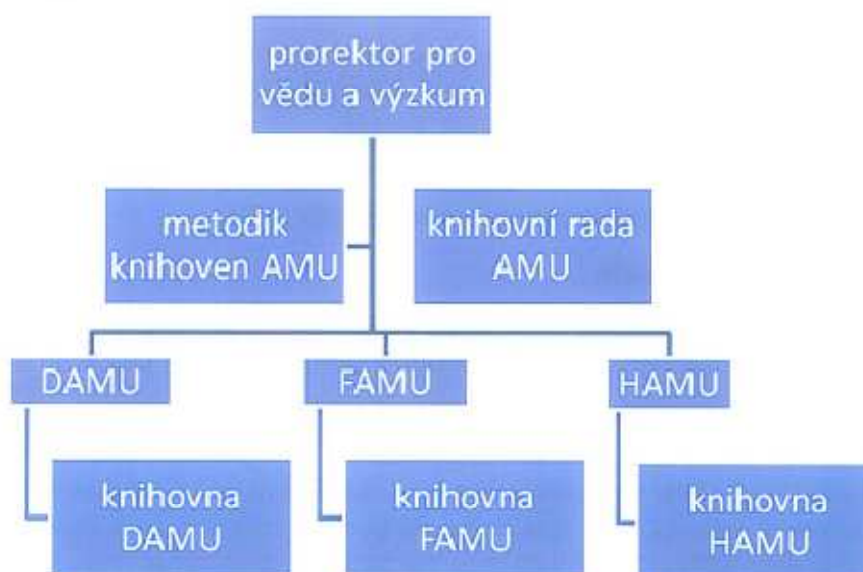 prorektor pro
vědu a výzkum
metodik
knihoven AMU
knihovní rada
AMU
DAMU
FAMU
HAMU
knihovna
DAMU
knihovna
FAMU
knihovna
HAMU